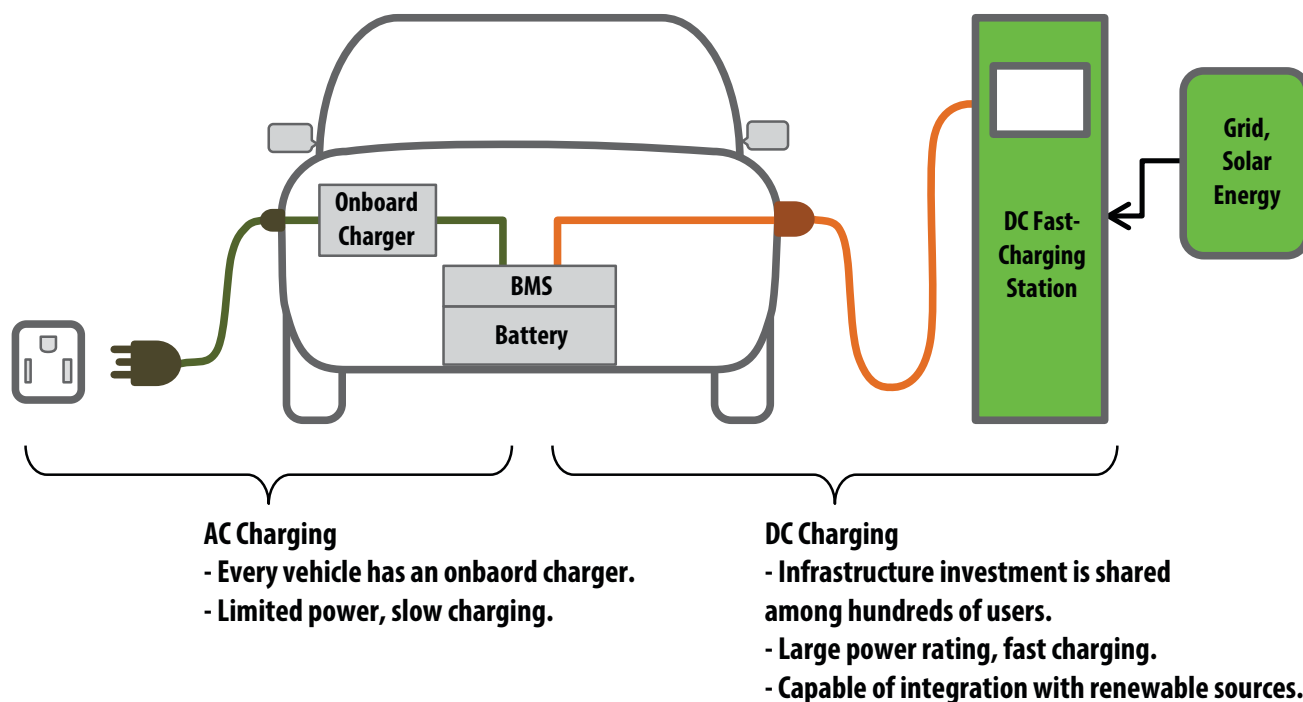 Onboard
Charger
BMS
Battery
DC Fast-
Charging
Station
Grid,
Solar
Energy
AC Charging
- Every vehicle has an onbaord charger.
- Limited power, slow charging.
DC Charging
- Infrastructure investment is shared
among hundreds of users.
- Large power rating, fast charging.
- Capable of integration with renewable sources.